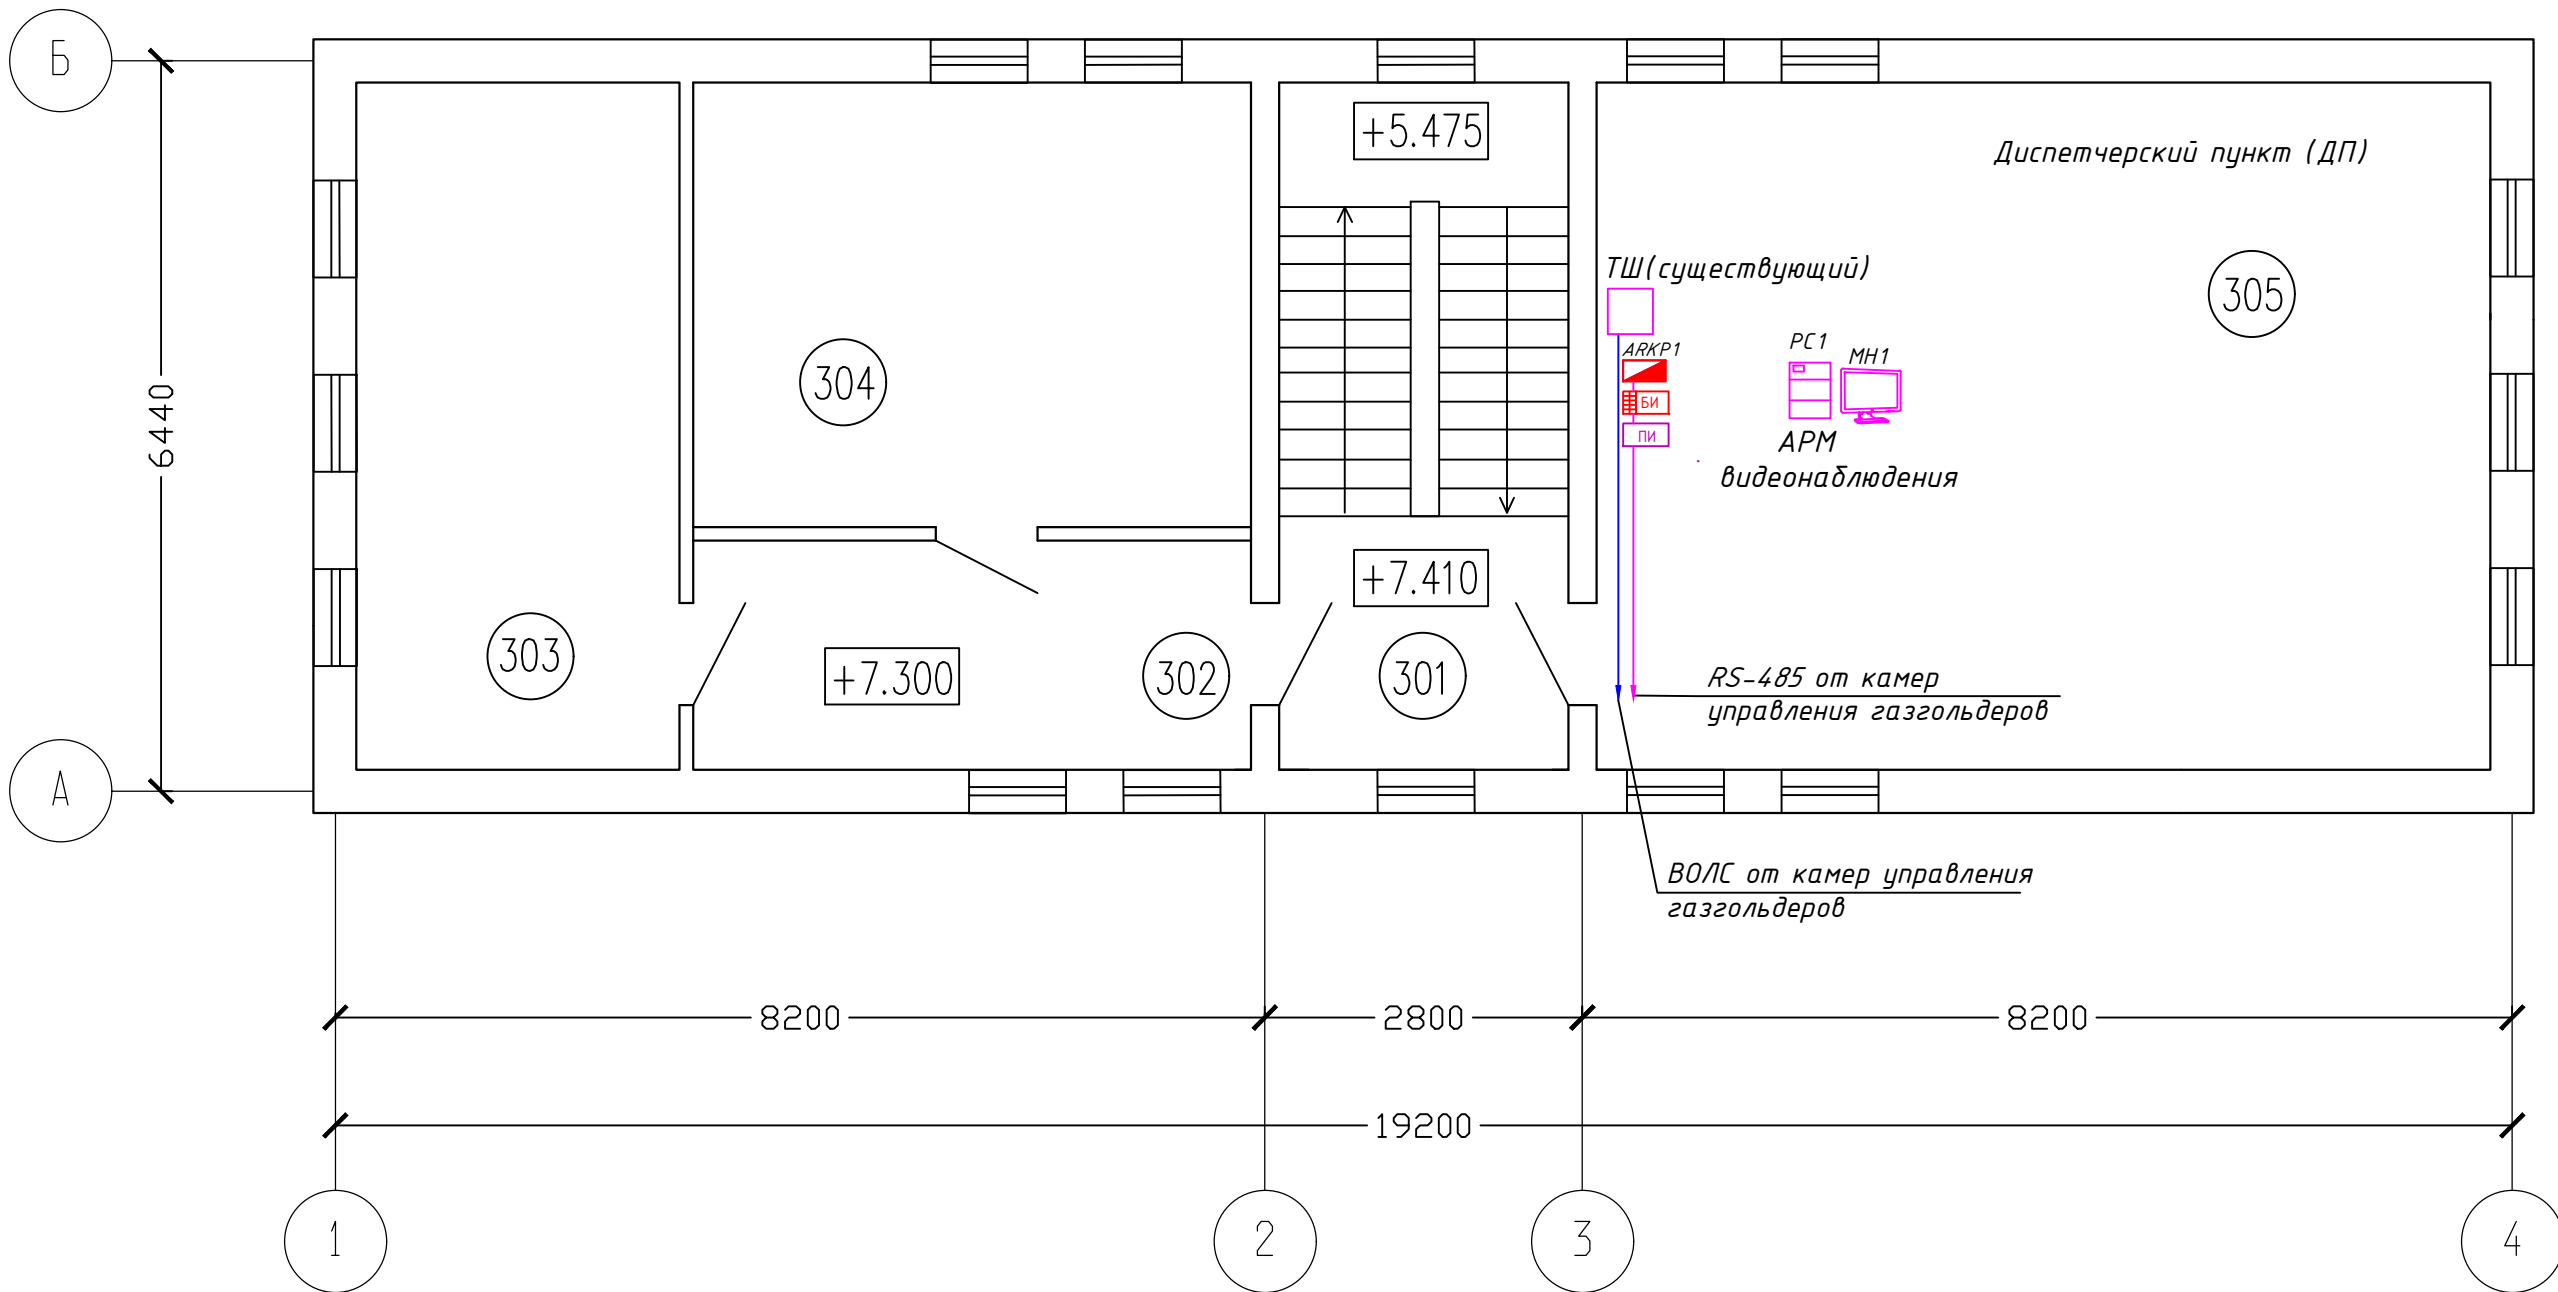 Б
+5.475
Диспетчерский пункт (ДП)
ТШ(существующий)
305
ARKP1
PC1
МН1
БИ
ПИ
304
АРМ
видеонаблюдения
6440
+7.410
303
+7.300
302
301
RS-485 от камер
управления газгольдеров
А
ВОЛС от камер управления
газгольдеров
8200
2800
8200
19200
1
2
3
4